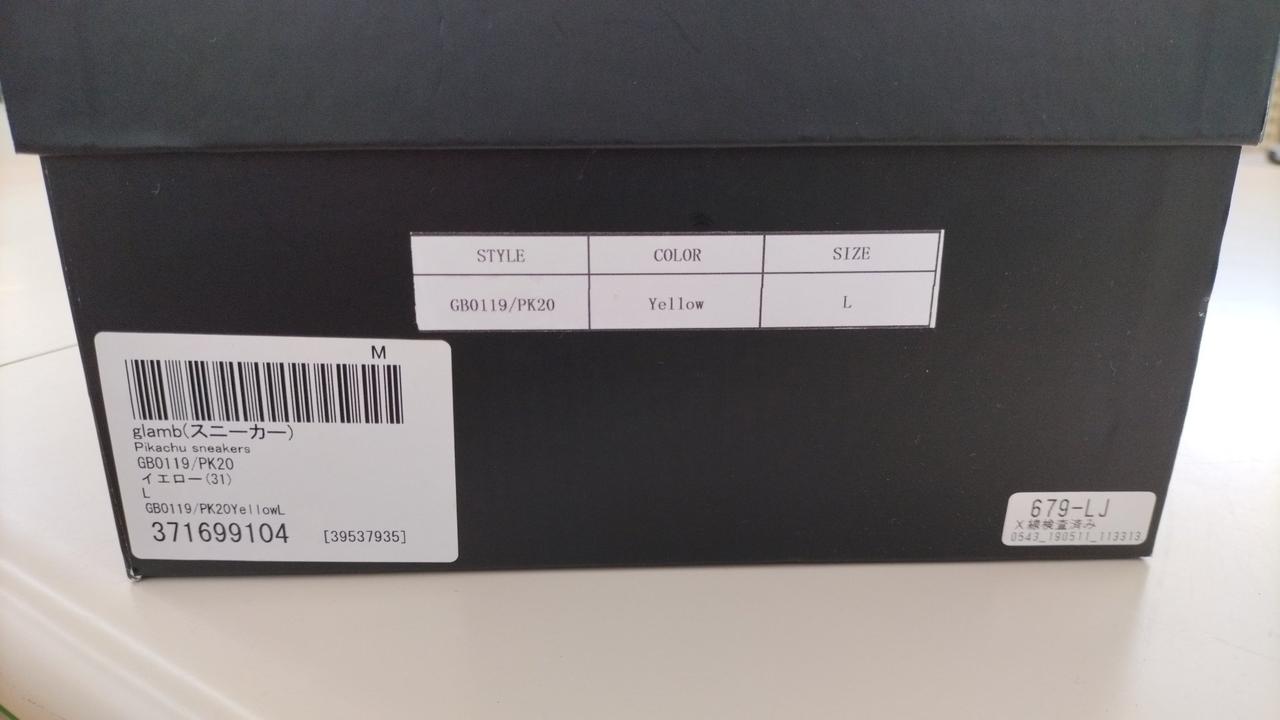 STYLE COLOR SIZE
GB0119/PK20 Yellow L
M
glamb(スニーカー)
Pikachu sneakers
GB0119/PK20
イエロー(31)
L
GB0119/PK20YellowL
371699104 [39537935]
679-LJ
X線検査済み
0543_190511_113313